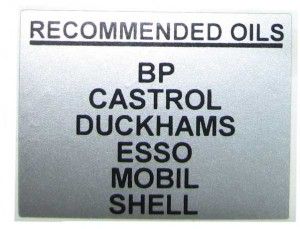 RECOMMENDED OILS
BP
CASTROL
DUCKHAMS
ESSO
MOBIL
SHELL